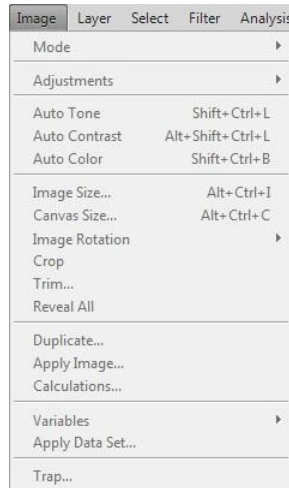 Image Layer Select Filter Analysis
Mode
Adjustments
Auto Tone Shift+Ctrl+L
Auto Contrast Alt+Shift+Ctrl+L
Auto Color Shift+Ctrl+B
Image Size... Alt+Ctrl+I
Canvas Size... Alt+Ctrl+C
Image Rotation
Crop
Trim...
Reveal All
Duplicate...
Apply Image...
Calculations...
Variables
Apply Data Set...
Trap...